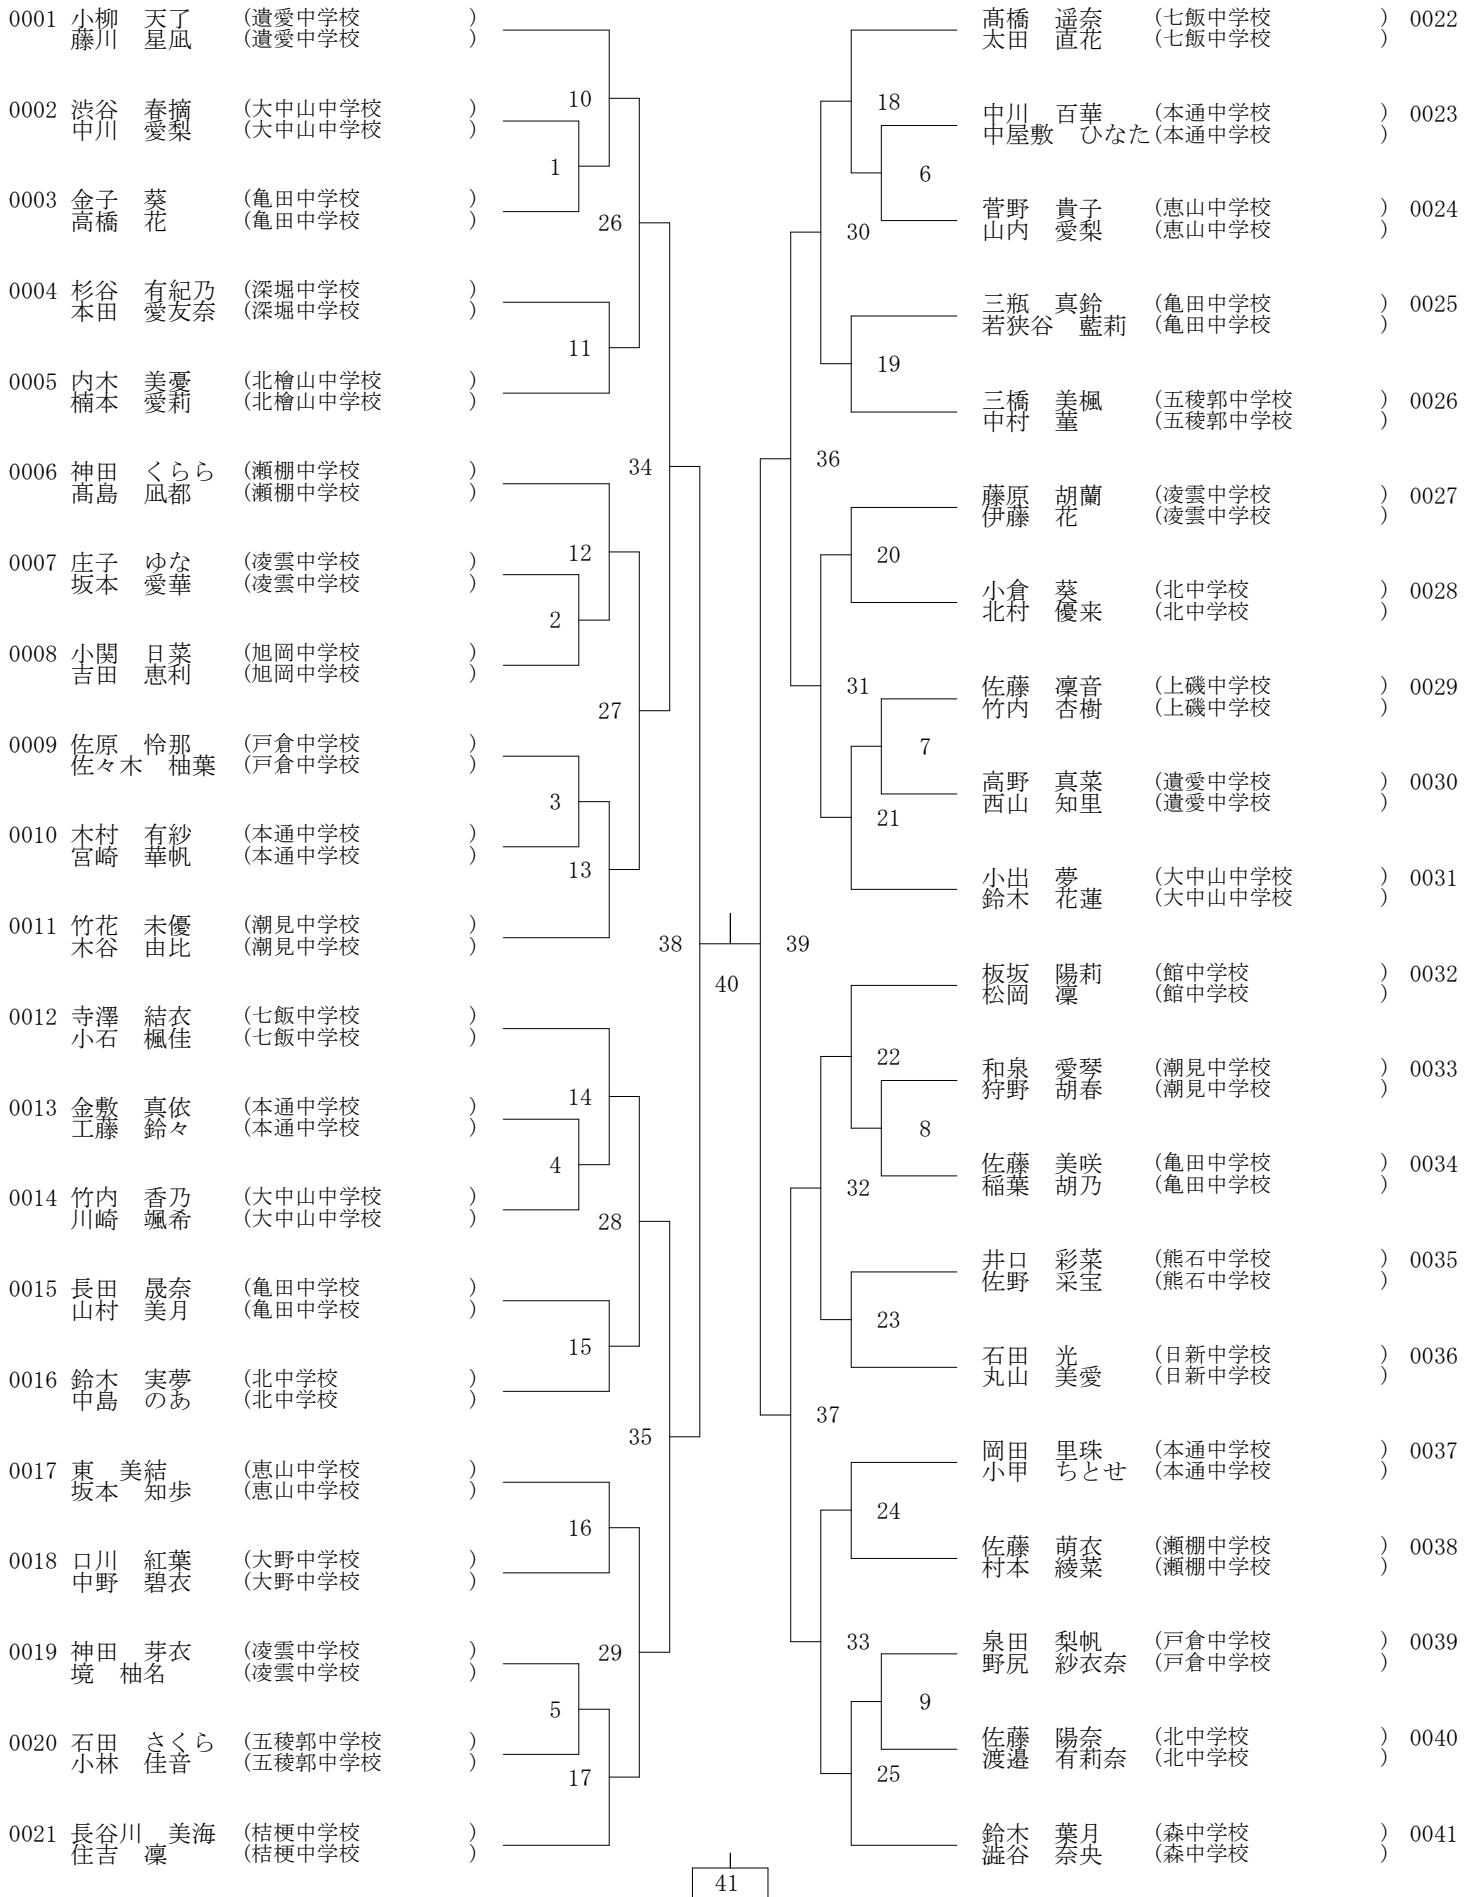 0001 小柳　天了 (遺愛中学校 )
藤川　星凪 (遺愛中学校 )
0002 渋谷　春摘 (大中山中学校 )
中川　愛梨 (大中山中学校 )
0003 金子　葵 (亀田中学校 )
高橋　花 (亀田中学校 )
0004 杉谷　有紀乃 (深堀中学校 )
本田　愛友奈 (深堀中学校 )
0005 内木　美憂 (北檜山中学校 )
楠本　愛莉 (北檜山中学校 )
0006 神田　くらら (瀬棚中学校 )
髙島　凪都 (瀬棚中学校 )
0007 庄子　ゆな (凌雲中学校 )
坂本　愛華 (凌雲中学校 )
0008 小関　日菜 (旭岡中学校 )
吉田　恵利 (旭岡中学校 )
0009 佐原　怜那 (戸倉中学校 )
佐々木　柚葉 (戸倉中学校 )
0010 木村　有紗 (本通中学校 )
宮崎　華帆 (本通中学校 )
0011 竹花　未優 (潮見中学校 )
木谷　由比 (潮見中学校 )
0012 寺澤　結衣 (七飯中学校 )
小石　楓佳 (七飯中学校 )
0013 金敷　真依 (本通中学校 )
工藤　鈴々 (本通中学校 )
0014 竹内　香乃 (大中山中学校 )
川崎　颯希 (大中山中学校 )
0015 長田　晟奈 (亀田中学校 )
山村　美月 (亀田中学校 )
0016 鈴木　実夢 (北中学校 )
中島　のあ (北中学校 )
0017 東　美結 (恵山中学校 )
坂本　知歩 (恵山中学校 )
0018 口川　紅葉 (大野中学校 )
中野　碧衣 (大野中学校 )
0019 神田　芽衣 (凌雲中学校 )
境　柚名 (凌雲中学校 )
0020 石田　さくら (五稜郭中学校 )
小林　佳音 (五稜郭中学校 )
0021 長谷川　美海 (桔梗中学校 )
住吉　凜 (桔梗中学校 )
10
1
26
11
34
12
2
27
3
13
38
14
4
28
15
35
16
29
5
17
40
41
18
6
30
19
36
20
31
7
21
39
22
8
32
23
37
24
33
9
25
髙橋　遥奈 (七飯中学校 ) 0022
太田　直花 (七飯中学校 )
中川　百華 (本通中学校 ) 0023
中屋敷　ひなた (本通中学校 )
菅野　貴子 (恵山中学校 ) 0024
山内　愛梨 (恵山中学校 )
三瓶　真鈴 (亀田中学校 ) 0025
若狭谷　藍莉 (亀田中学校 )
三橋　美楓 (五稜郭中学校 ) 0026
中村　菫 (五稜郭中学校 )
藤原　胡蘭 (凌雲中学校 ) 0027
伊藤　花 (凌雲中学校 )
小倉　葵 (北中学校 ) 0028
北村　優来 (北中学校 )
佐藤　凜音 (上磯中学校 ) 0029
竹内　杏樹 (上磯中学校 )
高野　真菜 (遺愛中学校 ) 0030
西山　知里 (遺愛中学校 )
小出　夢 (大中山中学校 ) 0031
鈴木　花蓮 (大中山中学校 )
板坂　陽莉 (館中学校 ) 0032
松岡　凜 (館中学校 )
和泉　愛琴 (潮見中学校 ) 0033
狩野　胡春 (潮見中学校 )
佐藤　美咲 (亀田中学校 ) 0034
稲葉　胡乃 (亀田中学校 )
井口　彩菜 (熊石中学校 ) 0035
佐野　采宝 (熊石中学校 )
石田　光 (日新中学校 ) 0036
丸山　美愛 (日新中学校 )
岡田　里珠 (本通中学校 ) 0037
小甲　ちとせ (本通中学校 )
佐藤　萌衣 (瀬棚中学校 ) 0038
村本　綾菜 (瀬棚中学校 )
泉田　梨帆 (戸倉中学校 ) 0039
野尻　紗衣奈 (戸倉中学校 )
佐藤　陽奈 (北中学校 ) 0040
渡邉　有莉奈 (北中学校 )
鈴木　葉月 (森中学校 ) 0041
澁谷　奈央 (森中学校 )